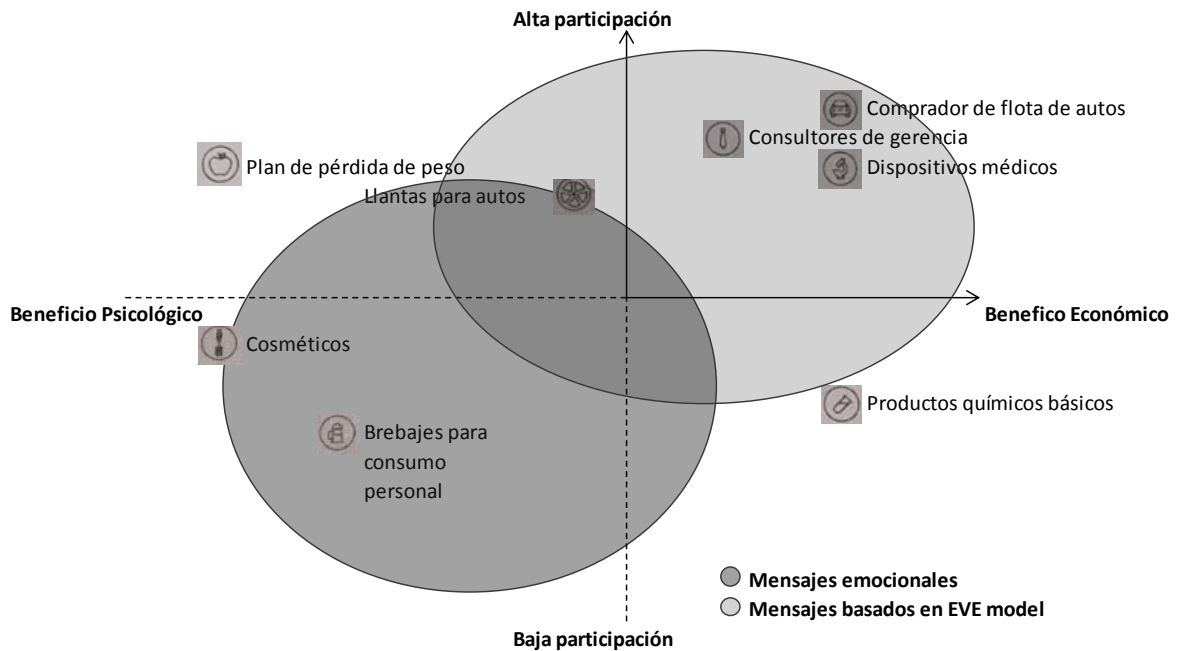 Alta participación
Comprador de flota de autos
Consultores de gerencia
Plan de pérdida de peso
Dispositivos médicos
Llantas para autos
Beneficio Psicológico
Benefico Económico
Cosméticos
Productos químicos básicos
Brebajes para
consumo
personal
Mensajes emocionales
Mensajes basados en EVE model
Baja participación